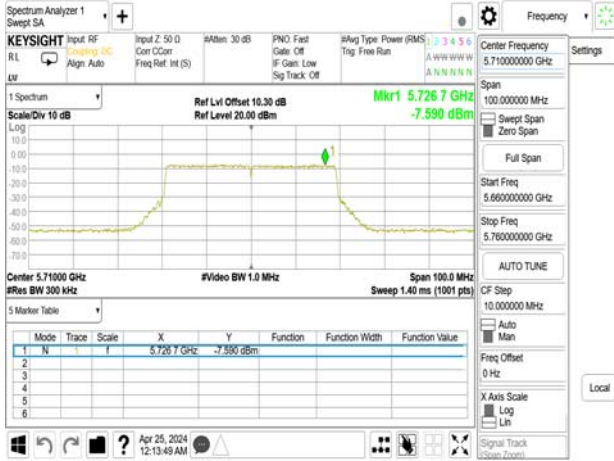 Spectrum Analyzer 1
Swept SA
Frequency
KEYSIGHT
RL
Input: RF
Coupling: DC
Align: Auto
Input Z: 50 Ω
Corr CCorr
Freq Ref: Int (S)
#Atten: 30 dB
PNO: Fast
Gate: Off
IF Gain: Low
Sig Track: Off
#Avg Type: Power (RMS
Trig: Free Run
1 2 3 4 5 6
A W W W W W
A N N N N N
1 Spectrum
Scale/Div 10 dB
Ref Lvl Offset 10.30 dB
Ref Level 20.00 dBm
Mkr1 5.726 7 GHz
-7.590 dBm
Log
10.0
0.00
-10.0
-20.0
-30.0
-40.0
-50.0
-60.0
-70.0
1
Center 5.71000 GHz
#Res BW 300 kHz
#Video BW 1.0 MHz
Span 100.0 MHz
Sweep 1.40 ms (1001 pts)
5 Marker Table
Mode Trace Scale X Y Function Function Width Function Value
1 N 1 f 5.726 7 GHz -7.590 dBm
2
3
4
5
6
Apr 25, 2024
12:13:49 AM
Center Frequency
5.710000000 GHz
Settings
Span
100.000000 MHz
Swept Span
Zero Span
Full Span
Start Freq
5.660000000 GHz
Stop Freq
5.760000000 GHz
AUTO TUNE
CF Step
10.000000 MHz
Auto
Man
Freq Offset
0 Hz
X Axis Scale
Log
Lin
Local
Signal Track
(Span Zoom)